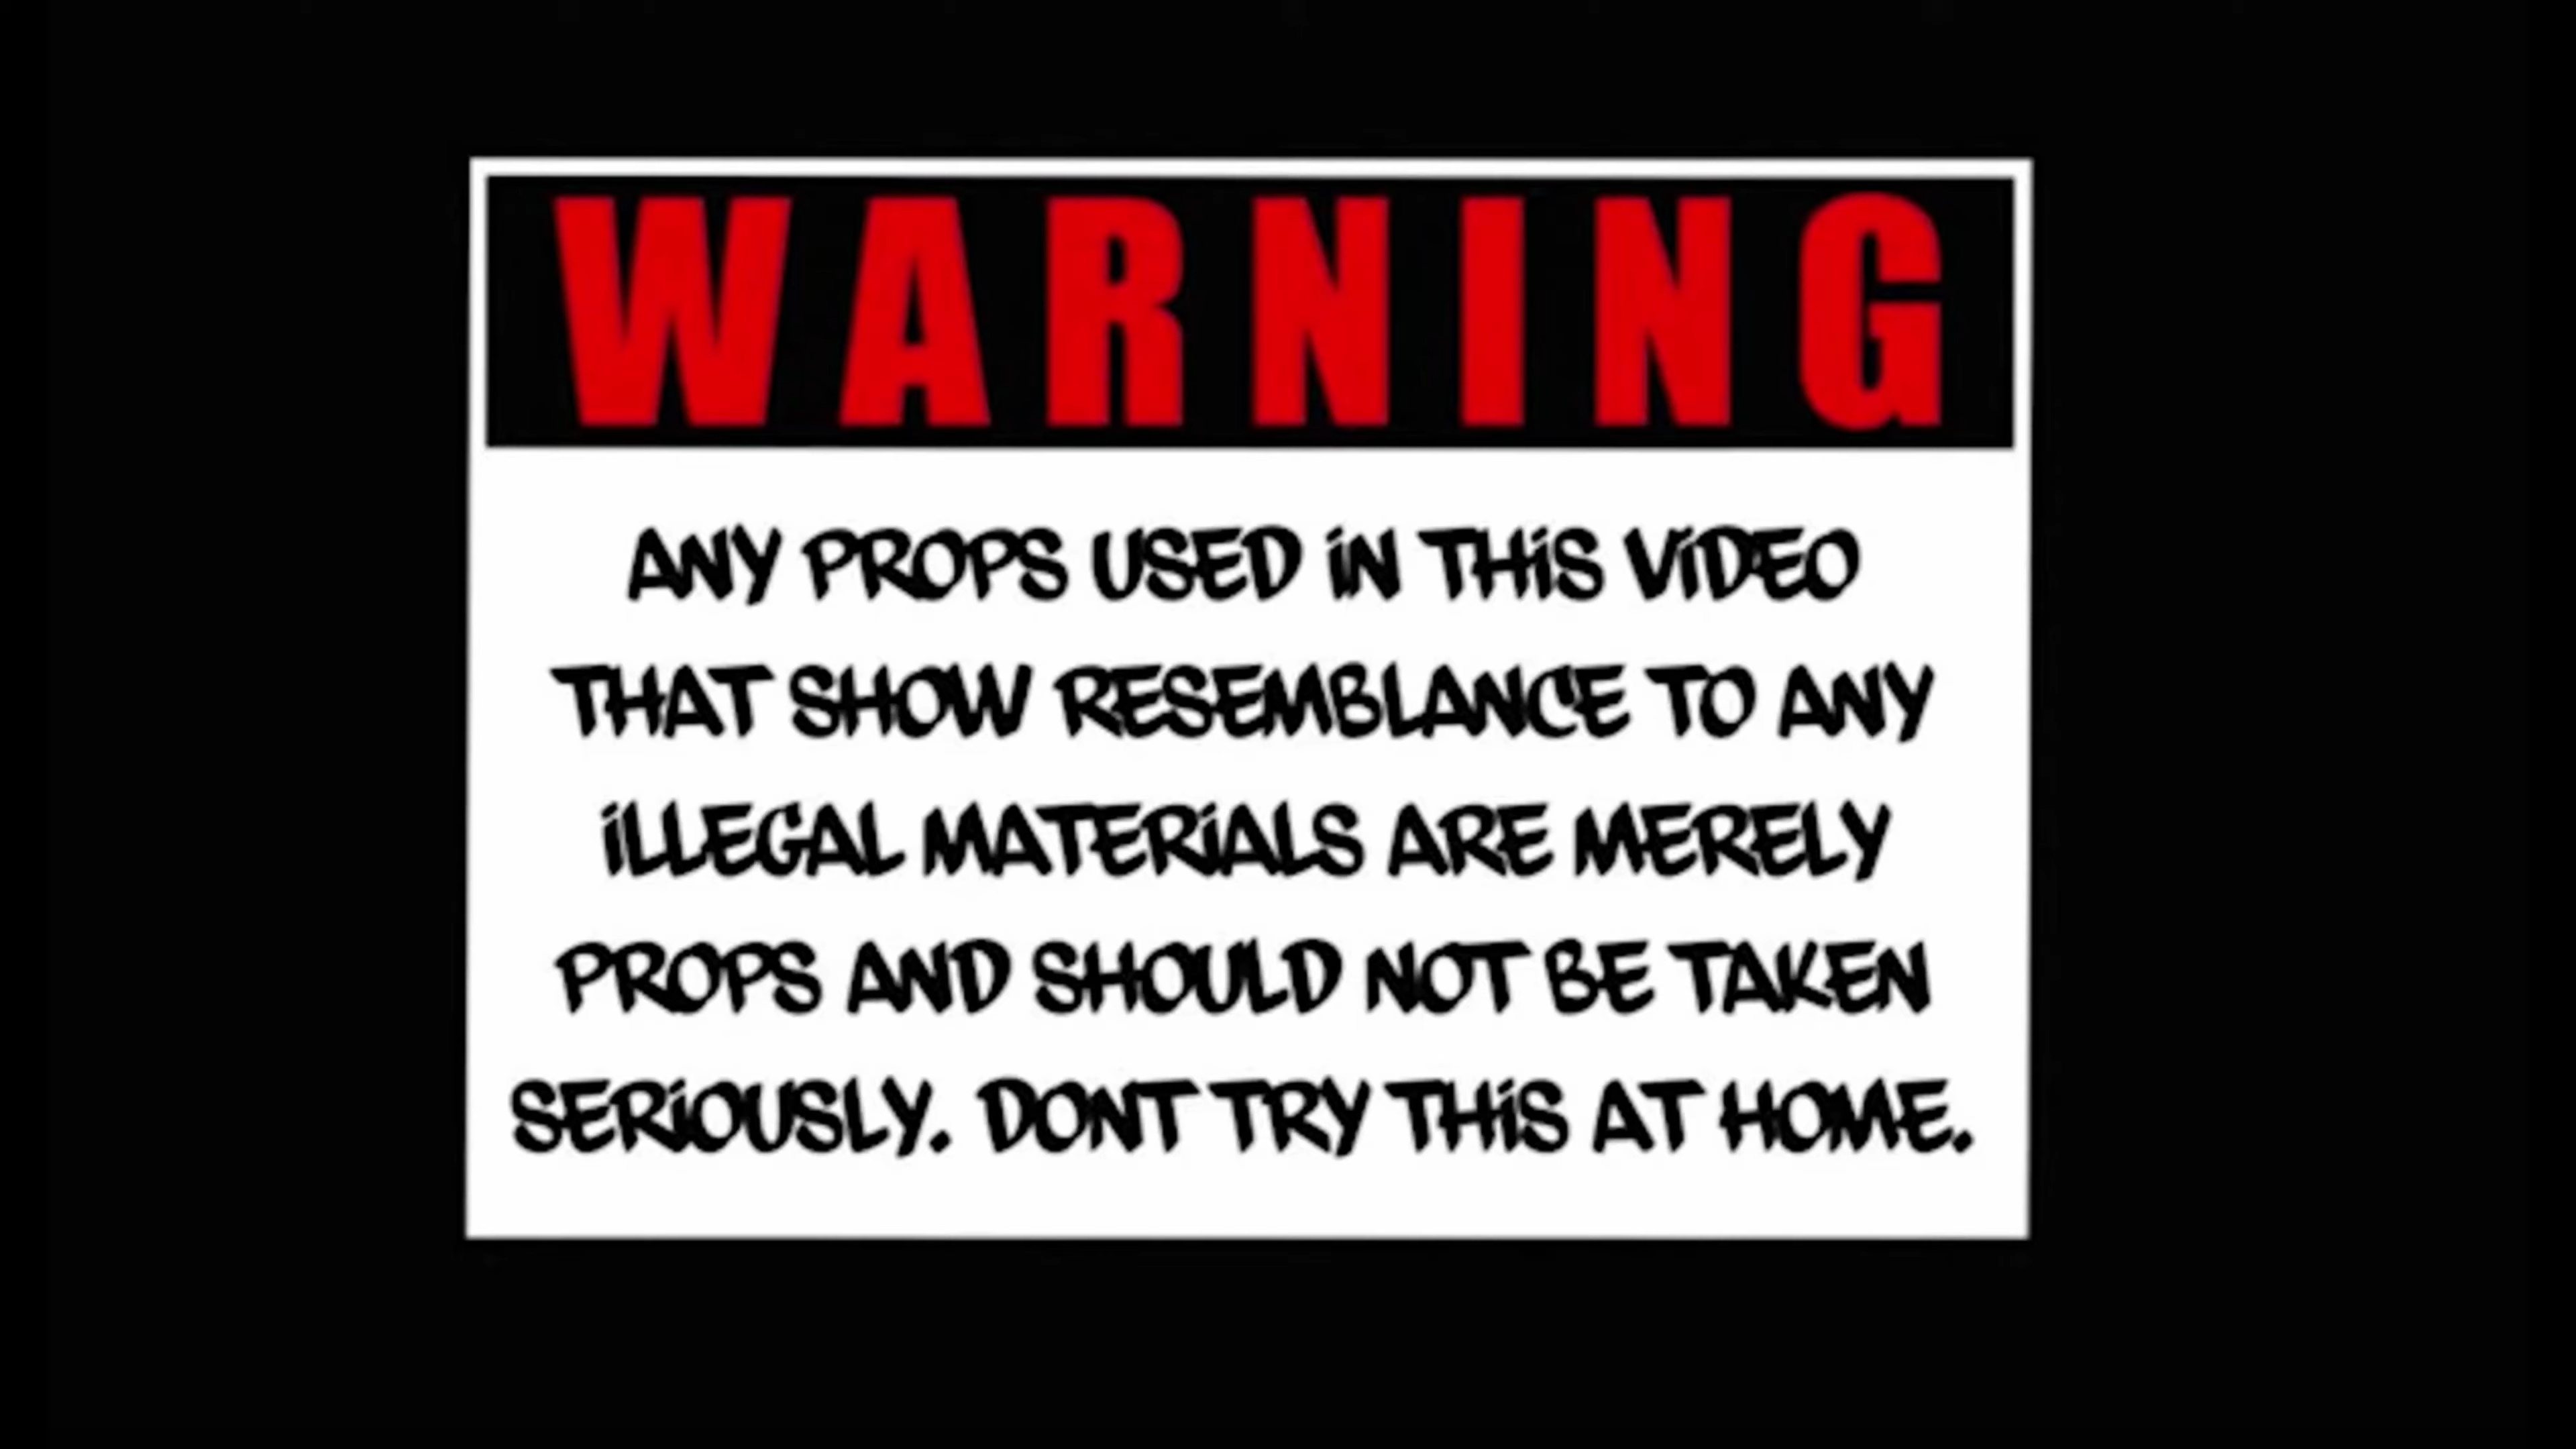 WARNING
ANY PROPS USED iN THiS ViDEO
THAT SHOW RESEMBLANCE TO ANY
iLLEGAL MATERiALS ARE MERELY
PROPS AND SHOULD NOT BE TAKEN
SERiOUSLY. DONT TRY THiS AT HOME.